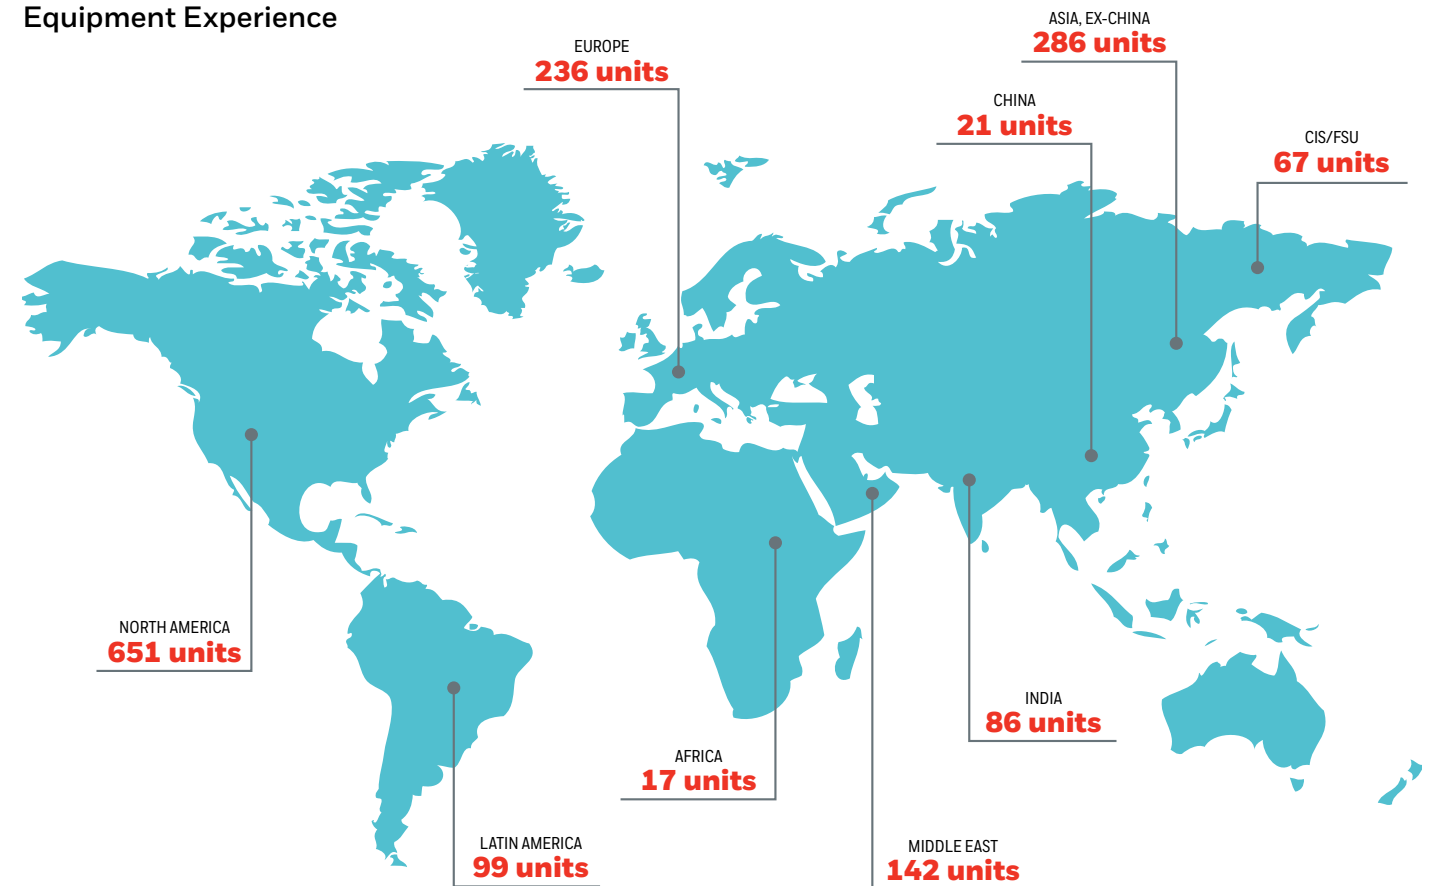 Equipment Experience
ASIA, EX-CHINA
286 units
EUROPE
236 units
CHINA
21 units
CIS/FSU
67 units
NORTH AMERICA
651 units
INDIA
86 units
AFRICA
17 units
LATIN AMERICA
99 units
MIDDLE EAST
142 units